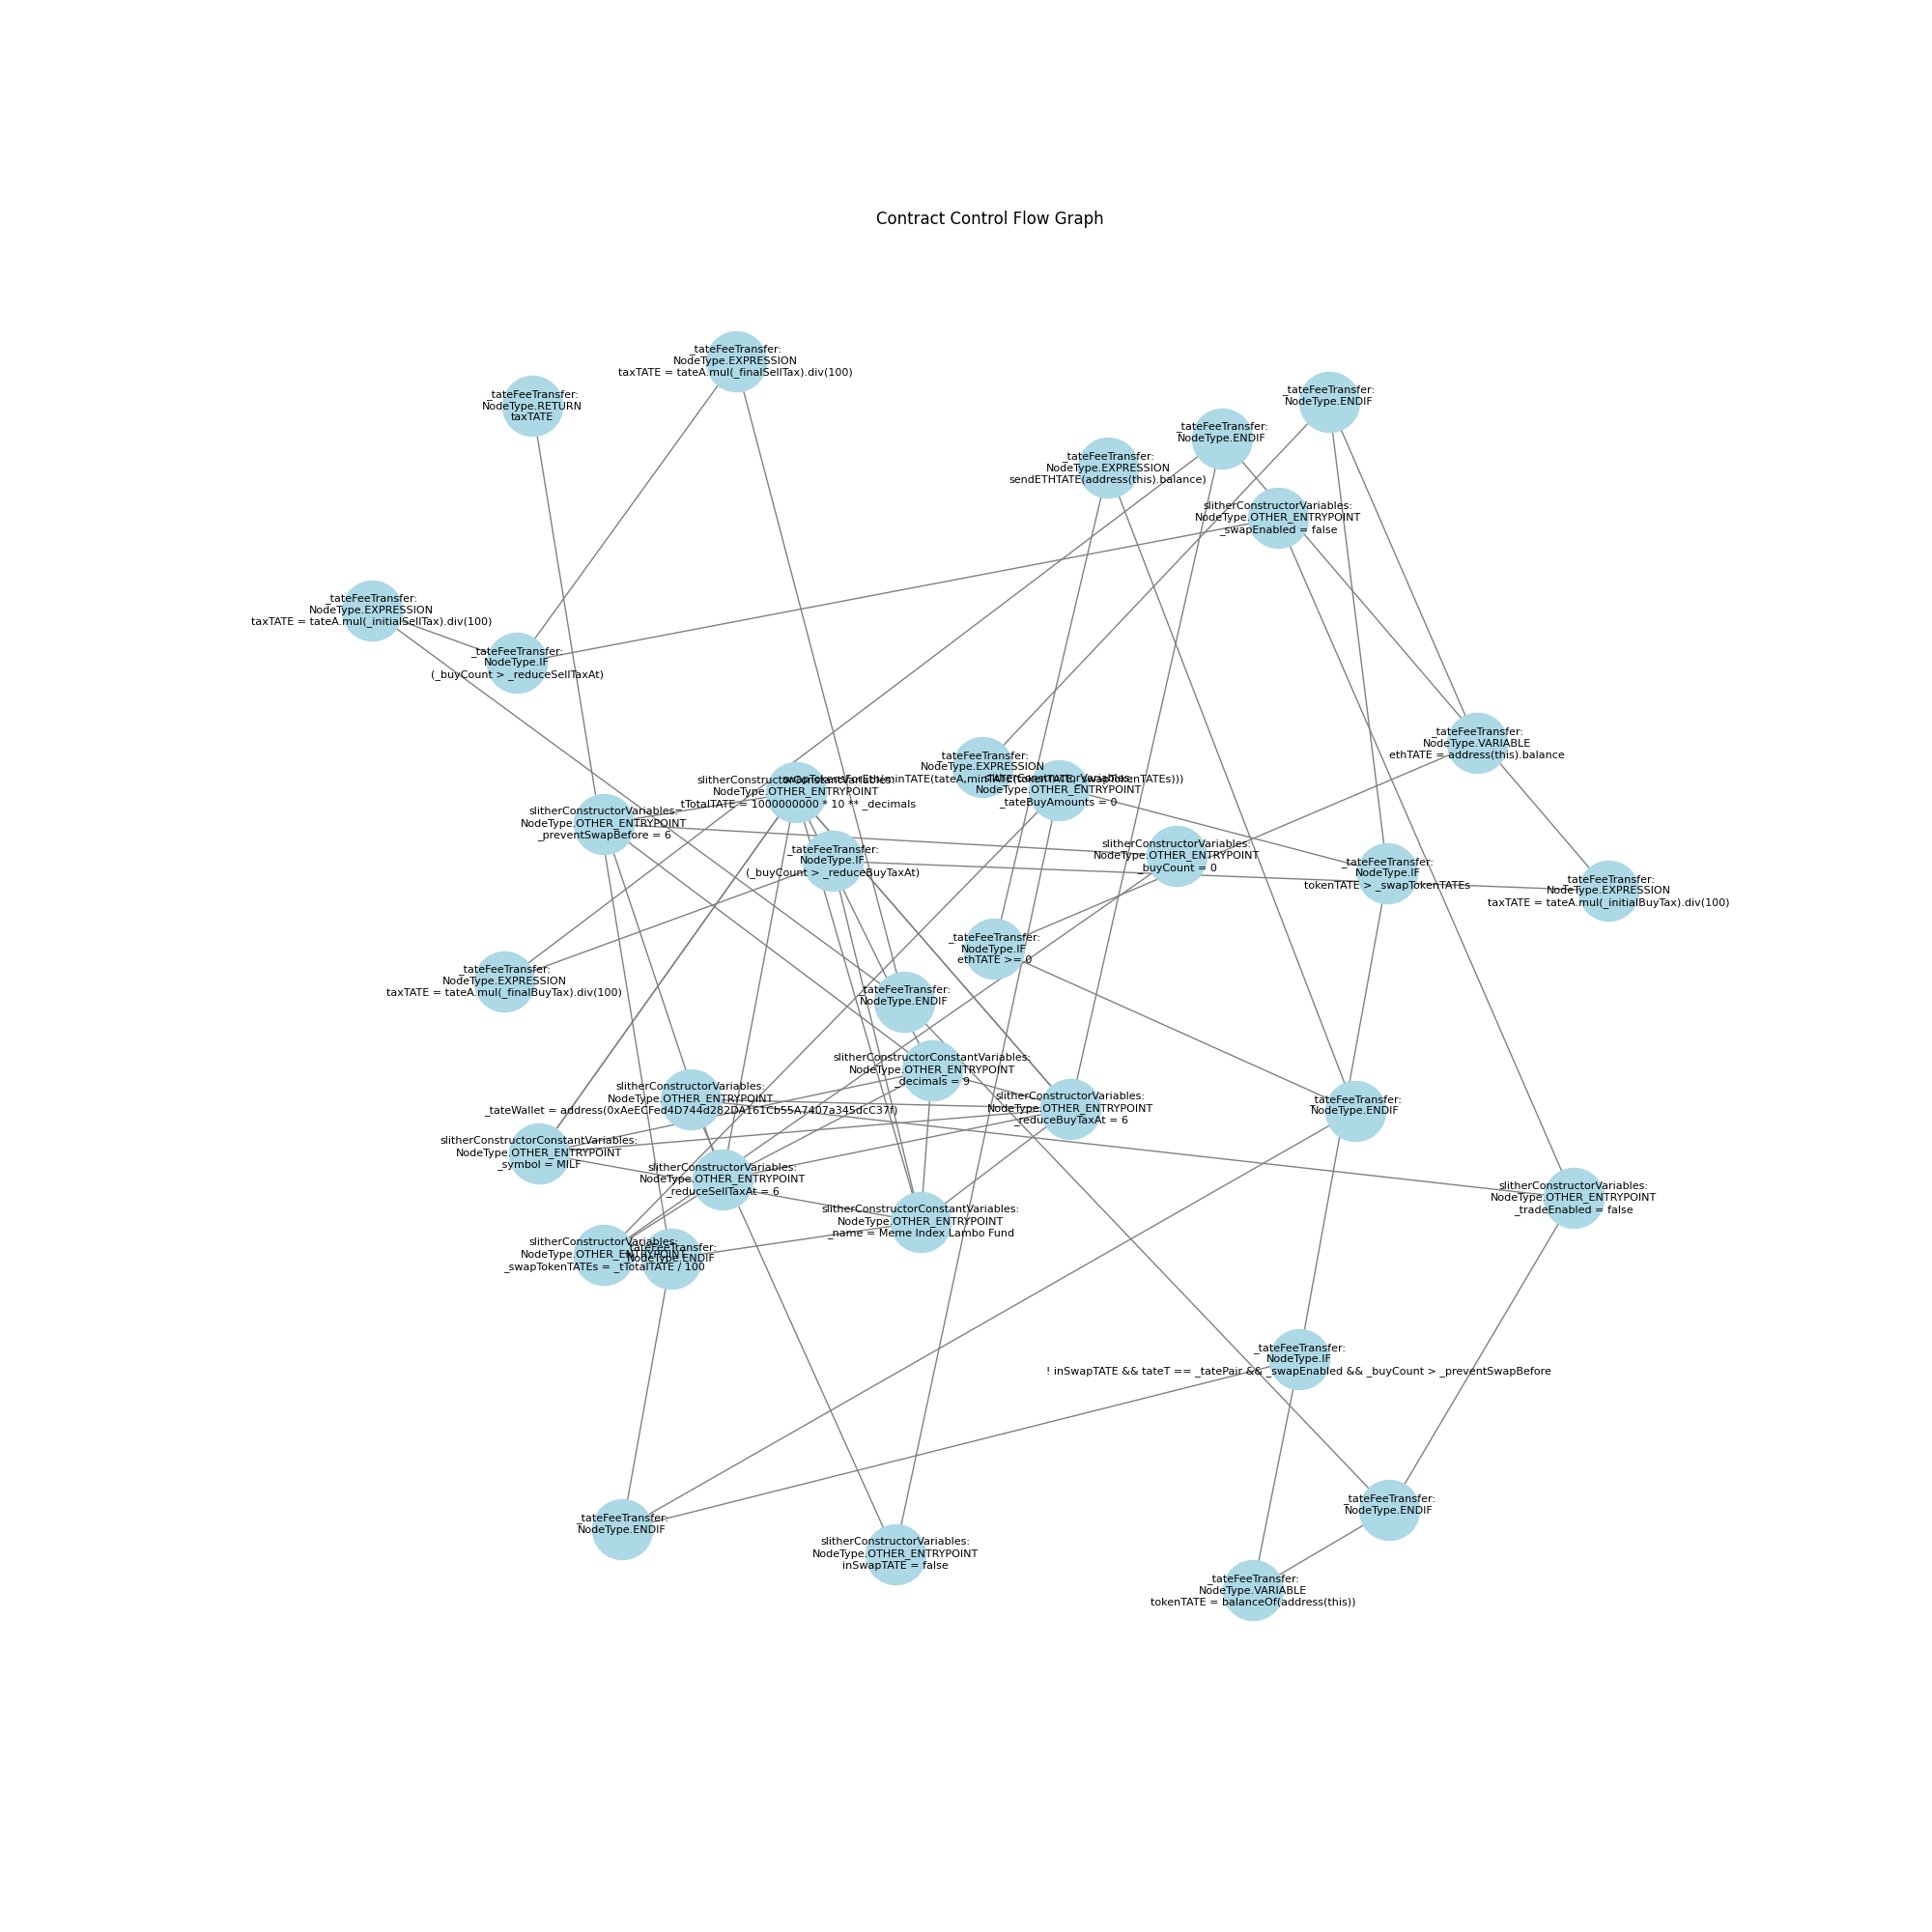 Contract Control Flow Graph
_tateFeeTransfer:
NodeType.EXPRESSION
taxTATE = tateA.mul(_finalSellTax).div(100)
_tateFeeTransfer:
NodeType.RETURN
taxTATE
_tateFeeTransfer:
NodeType.ENDIF
_tateFeeTransfer:
NodeType.ENDIF
_tateFeeTransfer:
NodeType.EXPRESSION
sendETHTATE(address(this).balance)
slitherConstructorVariables:
NodeType.OTHER_ENTRYPOINT
_swapEnabled = false
_tateFeeTransfer:
NodeType.EXPRESSION
taxTATE = tateA.mul(_initialSellTax).div(100)
_tateFeeTransfer:
NodeType.IF
(_buyCount > _reduceSellTaxAt)
_tateFeeTransfer:
NodeType.VARIABLE
ethTATE = address(this).balance
_tateFeeTransfer:
NodeType.EXPRESSION
swapTokensForEth(minTATE(tateA,minTATE(tokenTATE,_swapTokenTATEs)))
slitherConstructorConstantVariables:
NodeType.OTHER_ENTRYPOINT
_tTotalTATE = 1000000000 * 10 ** _decimals
slitherConstructorVariables:
NodeType.OTHER_ENTRYPOINT
_tateBuyAmounts = 0
slitherConstructorVariables:
NodeType.OTHER_ENTRYPOINT
_preventSwapBefore = 6
_tateFeeTransfer:
NodeType.IF
(_buyCount > _reduceBuyTaxAt)
slitherConstructorVariables:
NodeType.OTHER_ENTRYPOINT
_buyCount = 0
_tateFeeTransfer:
NodeType.IF
tokenTATE > _swapTokenTATEs
_tateFeeTransfer:
NodeType.EXPRESSION
taxTATE = tateA.mul(_initialBuyTax).div(100)
_tateFeeTransfer:
NodeType.IF
ethTATE >= 0
_tateFeeTransfer:
NodeType.EXPRESSION
taxTATE = tateA.mul(_finalBuyTax).div(100)
_tateFeeTransfer:
NodeType.ENDIF
slitherConstructorConstantVariables:
NodeType.OTHER_ENTRYPOINT
_decimals = 9
slitherConstructorVariables:
NodeType.OTHER_ENTRYPOINT
_tateWallet = address(0xAeECFed4D744d282DA161Cb55A7407a345dcC37f)
slitherConstructorVariables:
NodeType.OTHER_ENTRYPOINT
_reduceBuyTaxAt = 6
_tateFeeTransfer:
NodeType.ENDIF
slitherConstructorConstantVariables:
NodeType.OTHER_ENTRYPOINT
_symbol = MILF
slitherConstructorVariables:
NodeType.OTHER_ENTRYPOINT
_reduceSellTaxAt = 6
slitherConstructorVariables:
NodeType.OTHER_ENTRYPOINT
_tradeEnabled = false
slitherConstructorConstantVariables:
NodeType.OTHER_ENTRYPOINT
_name = Meme Index Lambo Fund
slitherConstructorVariables:
NodeType.OTHER_ENTRYPOINT
_swapTokenTATEs = _tTotalTATE / 100
_tateFeeTransfer:
NodeType.ENDIF
_tateFeeTransfer:
NodeType.IF
! inSwapTATE && tateT == _tatePair && _swapEnabled && _buyCount > _preventSwapBefore
_tateFeeTransfer:
NodeType.ENDIF
_tateFeeTransfer:
NodeType.ENDIF
slitherConstructorVariables:
NodeType.OTHER_ENTRYPOINT
inSwapTATE = false
_tateFeeTransfer:
NodeType.VARIABLE
tokenTATE = balanceOf(address(this))